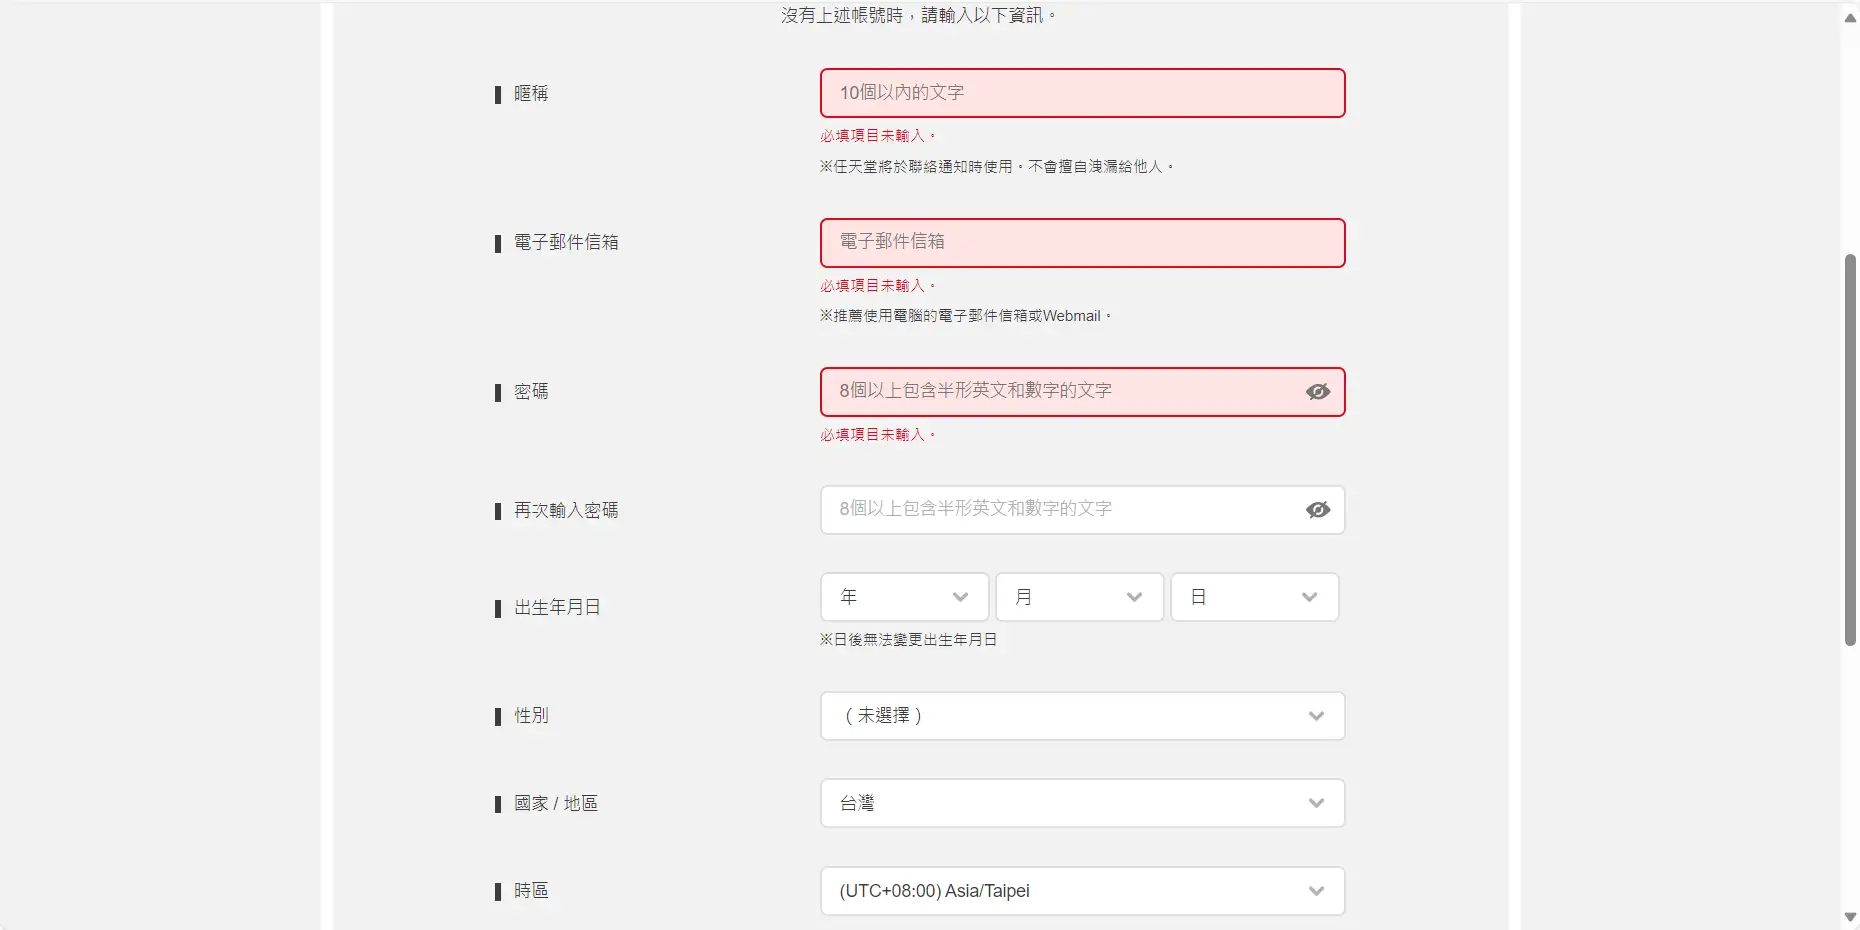 沒有上述帳號時，請輸入以下資訊。
暱稱
10個以內的文字
必填項目未輸入。
※任天堂將於聯絡通知時使用。不會擅自洩漏給他人。
電子郵件信箱
電子郵件信箱
必填項目未輸入。
※推薦使用電腦的電子郵件信箱或Webmail。
密碼
8個以上包含半形英文和數字的文字
必填項目未輸入。
再次輸入密碼
8個以上包含半形英文和數字的文字
出生年月日
年 月 日
※日後無法變更出生年月日
性別
（未選擇）
國家 / 地區
台灣
時區
(UTC+08:00) Asia/Taipei